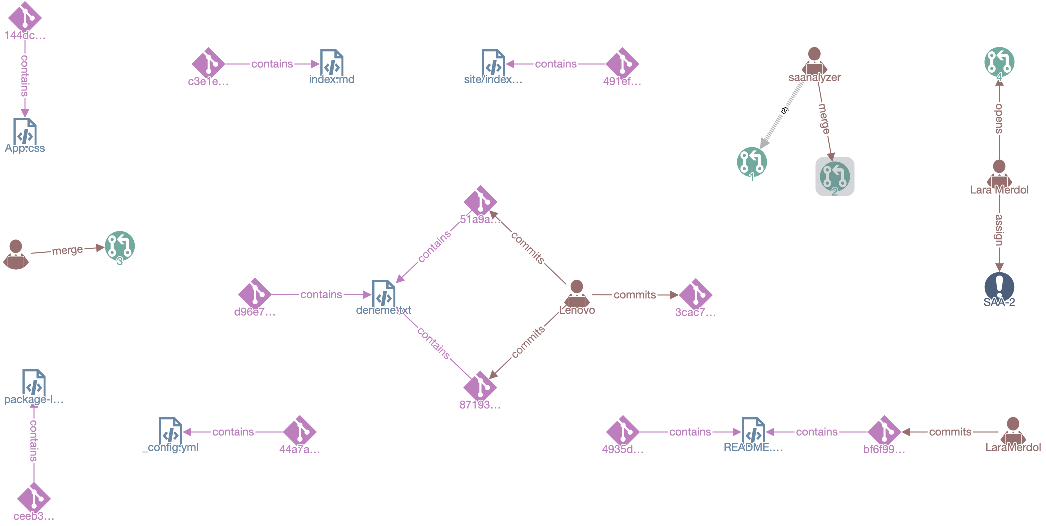 144dc...
contains
App.css
c3e1e...
contains
index.md
site/index...
contains
491ef...
saanalyzer
merge
1
2
4
opens
Lara Merdol
assign
SAA-2
merge
3
51a9a...
contains
commits
d96e7...
contains
deneme.txt
Lenovo
commits
3cac7...
contains
commits
87193...
package-l...
contains
ceeb3...
_config.yml
contains
44a7a...
4935d...
contains
README....
contains
bf6f99...
commits
LaraMerdol